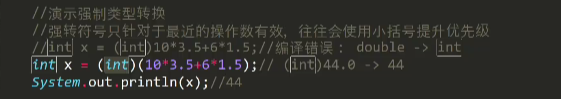 //演示强制类型转换
//强转符号只针对于最近的操作数有效，往往会使用小括号提升优先级
//int x = (int)10*3.5+6*1.5;//编译错误： double -> int
int x = (int)(10*3.5+6*1.5);// (int)44.0 -> 44
System.out.println(x);//44